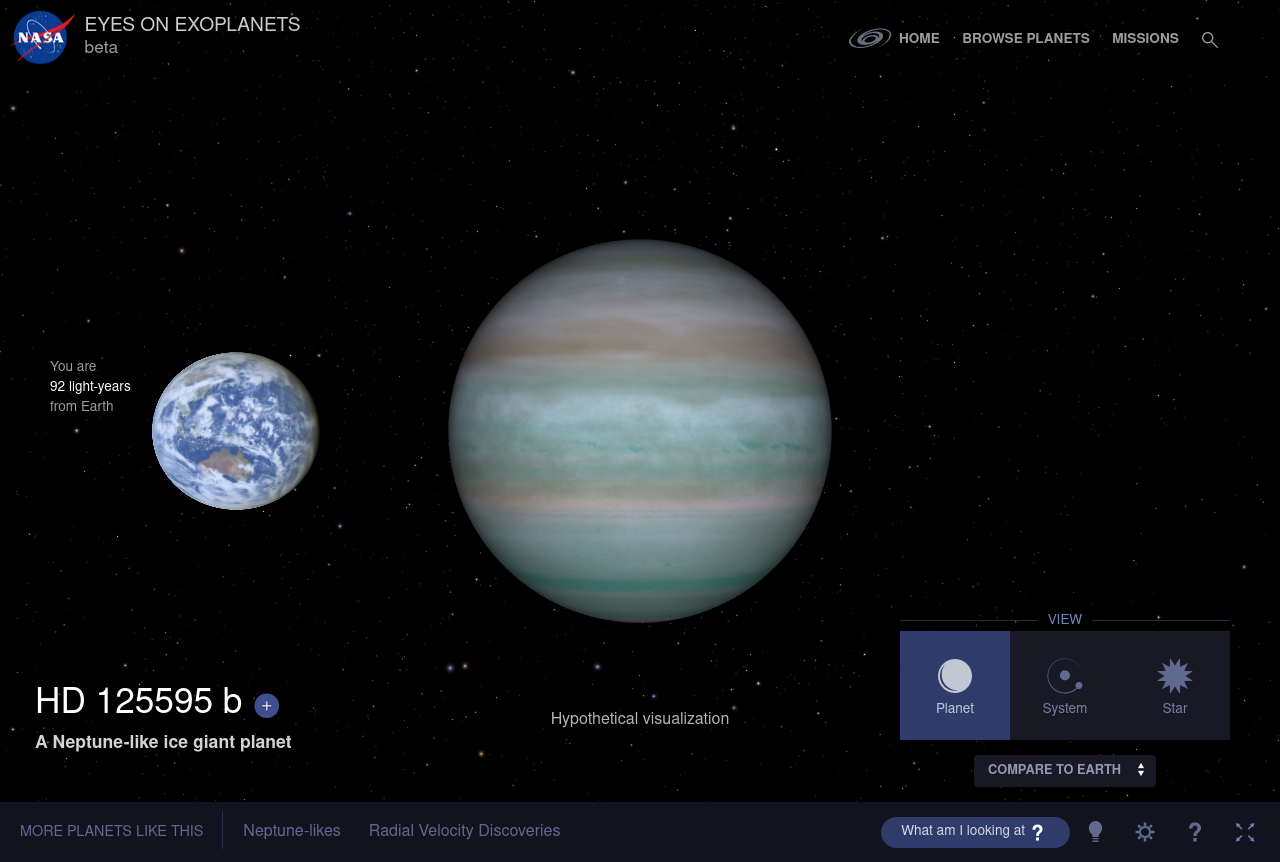 NASA
EYES ON EXOPLANETS
beta
HOME
BROWSE PLANETS
MISSIONS
You are
92 light-years
from Earth
HD 125595 b +
A Neptune-like ice giant planet
Hypothetical visualization
VIEW
Planet
System
Star
COMPARE TO EARTH
MORE PLANETS LIKE THIS
Neptune-likes
Radial Velocity Discoveries
What am I looking at ?
?